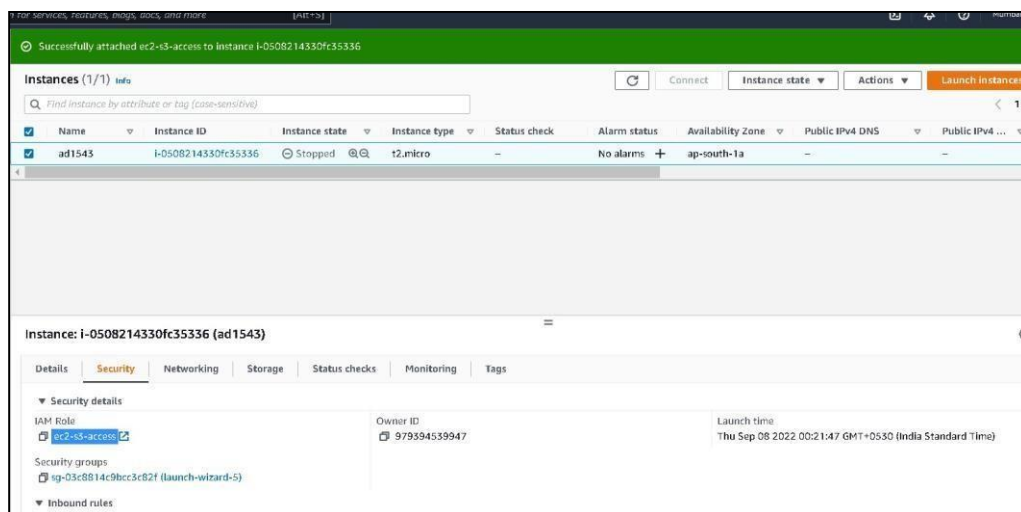 for services, features, blogs, docs, and more [Alt+S] Mumbai
Successfully attached ec2-s3-access to instance i-0508214330fc35336
Instances (1/1) Info Connect Instance state Actions Launch instances
Find instance by attribute or tag (case-sensitive) 1
Name Instance ID Instance state Instance type Status check Alarm status Availability Zone Public IPv4 DNS Public IPv4 ...
ad1543 i-0508214330fc35336 Stopped t2.micro – No alarms + ap-south-1a – –
Instance: i-0508214330fc35336 (ad1543)
Details Security Networking Storage Status checks Monitoring Tags
Security details
IAM Role Owner ID Launch time
ec2-s3-access 979394539947 Thu Sep 08 2022 00:21:47 GMT+0530 (India Standard Time)
Security groups
sg-03c8814c9bcc3c82f (launch-wizard-5)
Inbound rules